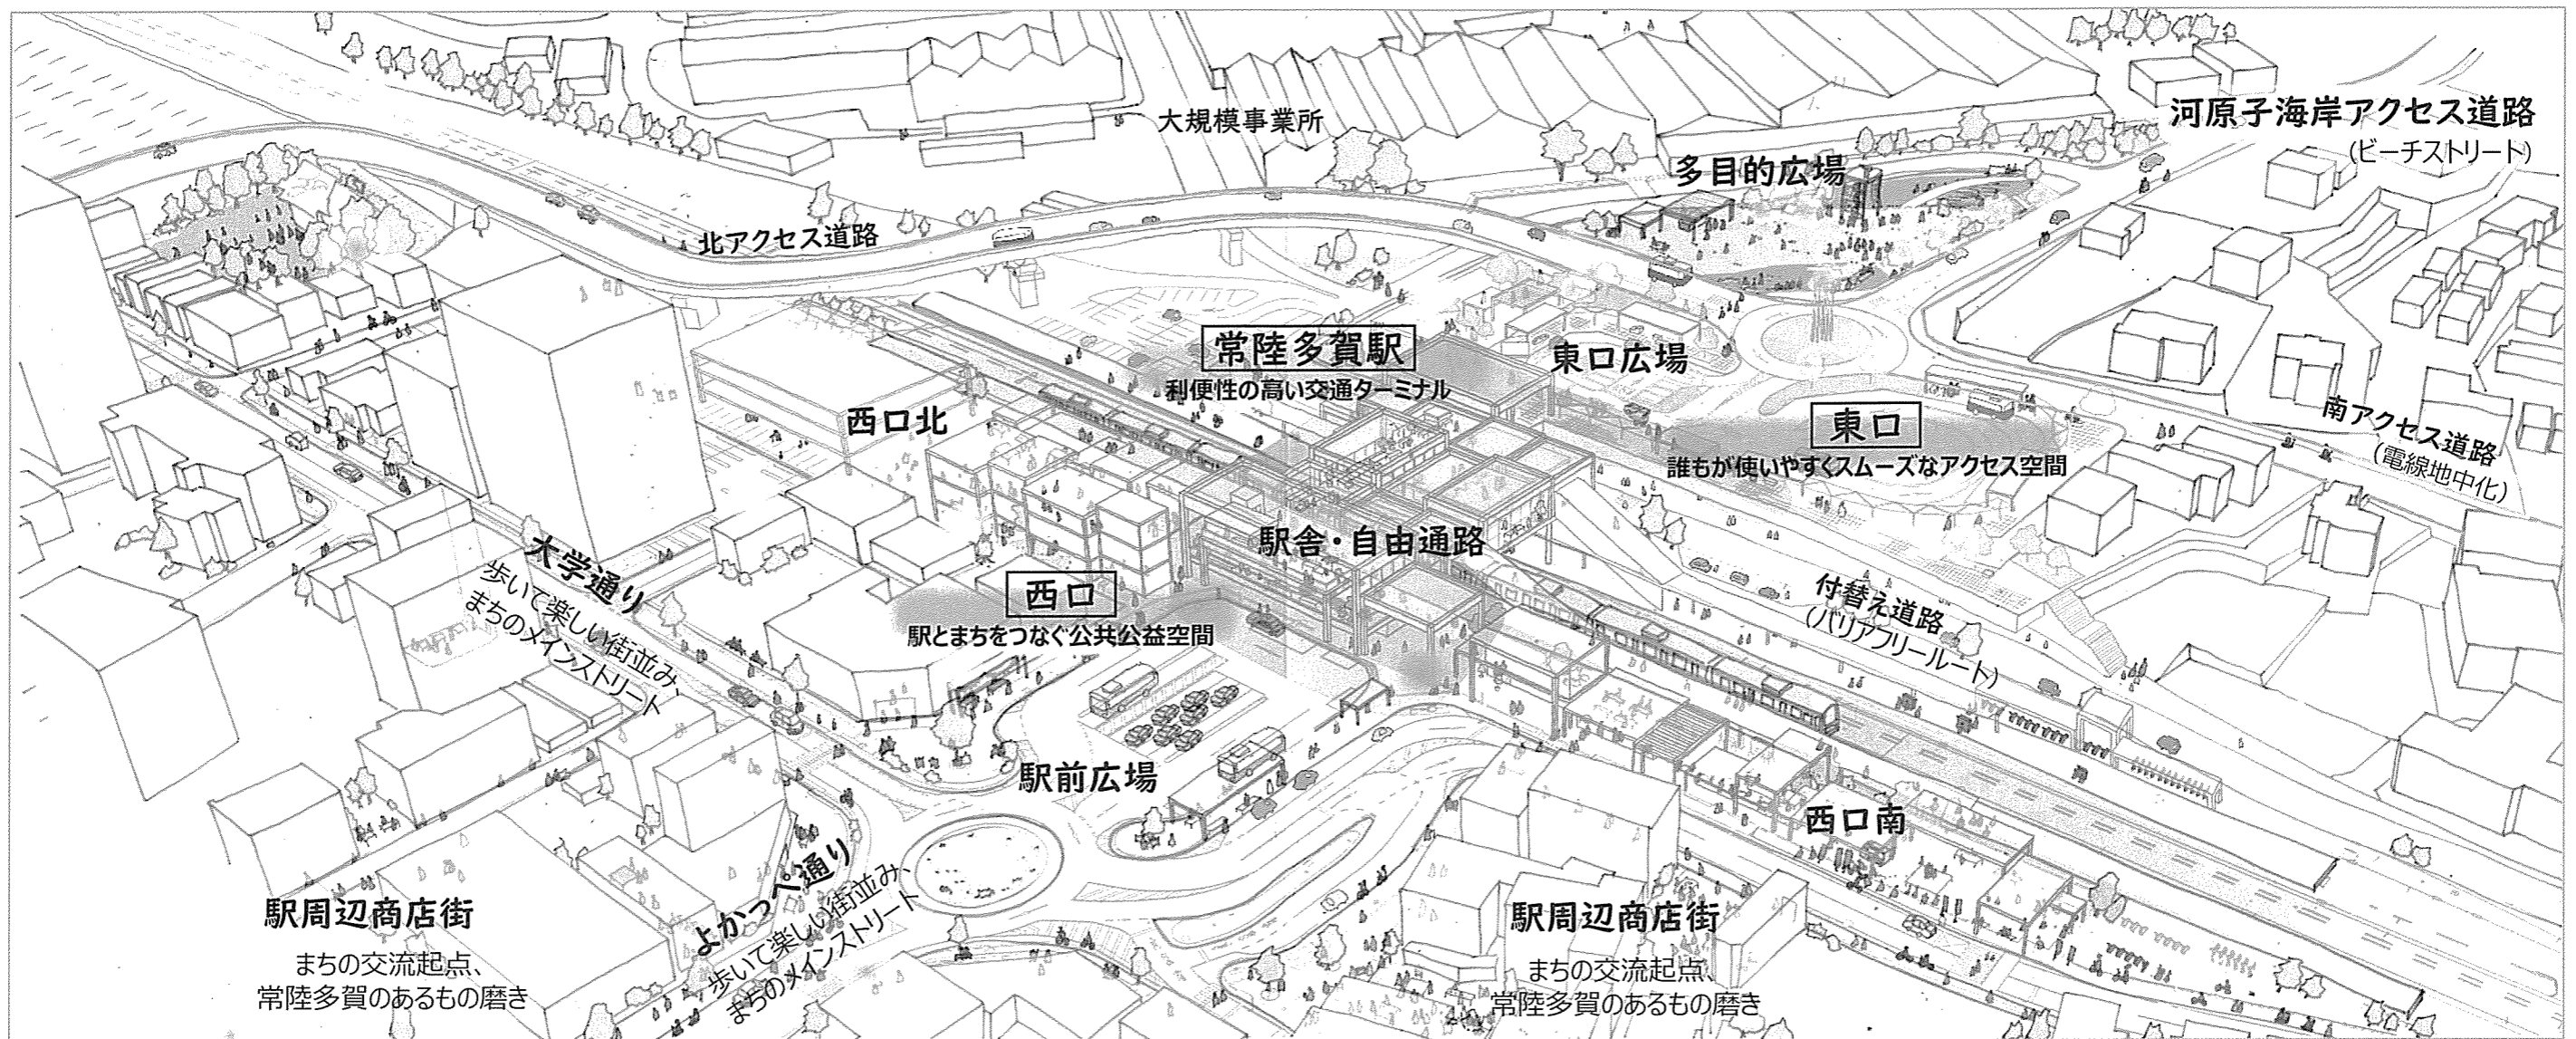 大規模事業所
河原子海岸アクセス道路
(ビーチストリート)
多目的広場
北アクセス道路
常陸多賀駅
利便性の高い交通ターミナル
東口広場
西口北
東口
誰もが使いやすくスムーズなアクセス空間
南アクセス道路
(電線地中化)
駅舎・自由通路
大学通り
歩いて楽しい街並み、
まちのメインストリート
西口
駅とまちをつなぐ公共公益空間
付替え道路
(バリアフリールート)
駅前広場
西口南
よかっぺ通り
歩いて楽しい街並み、
まちのメインストリート
駅周辺商店街
まちの交流起点、
常陸多賀のあるもの磨き
駅周辺商店街
まちの交流起点、
常陸多賀のあるもの磨き